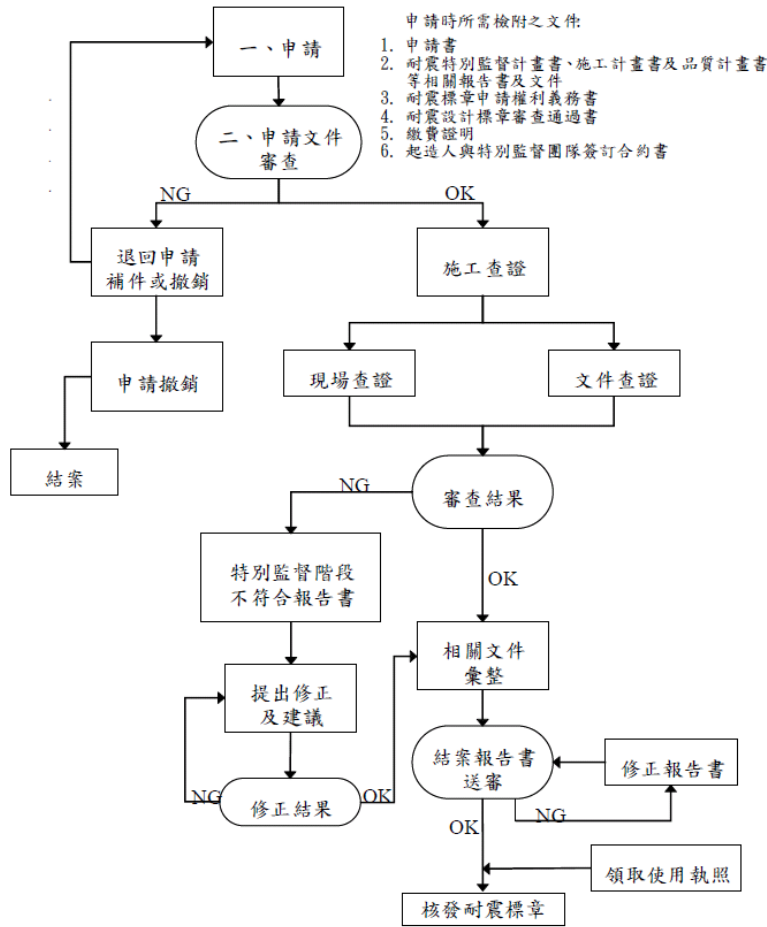 申請時所需檢附之文件:
1. 申請書
2. 耐震特別監督計畫書、施工計畫書及品質計畫書
等相關報告書及文件
3. 耐震標章申請權利義務書
4. 耐震設計標章審查通過書
5. 繳費證明
6. 起造人與特別監督團隊簽訂合約書
一、申請
二、申請文件
審查
NG
OK
退回申請
補件或撤銷
施工查證
申請撤銷
現場查證
文件查證
結案
審查結果
NG
OK
特別監督階段
不符合報告書
相關文件
彙整
提出修正
及建議
結案報告書
送審
修正報告書
NG
修正結果
OK
OK
NG
領取使用執照
核發耐震標章